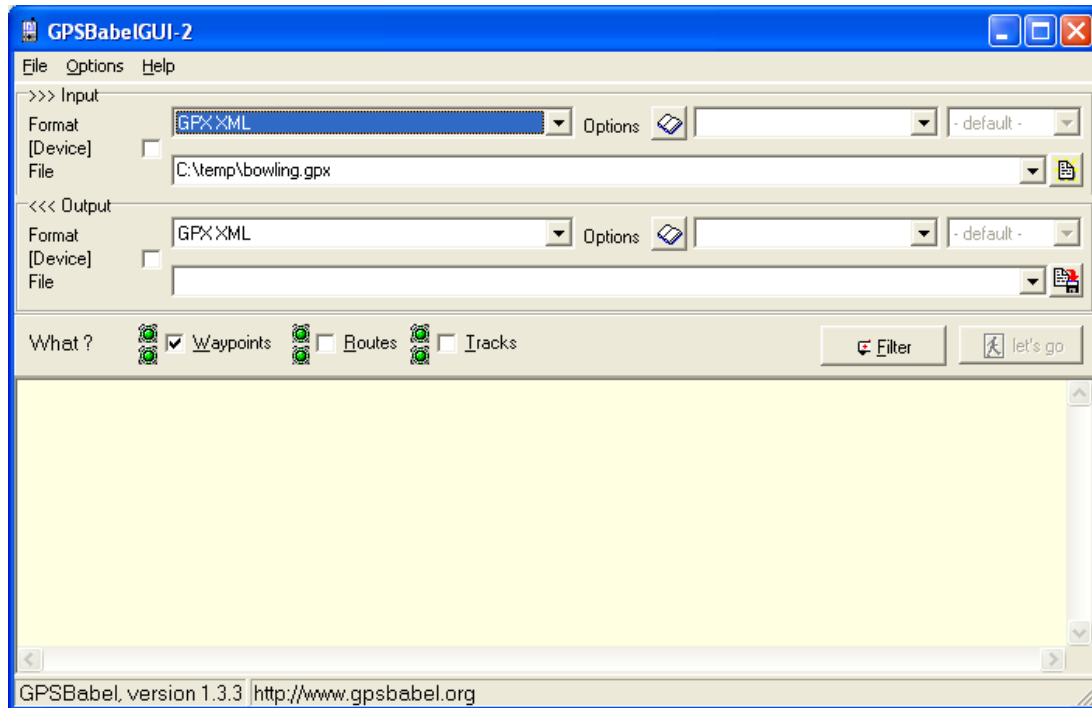 GPSBabelGUI-2
File Options Help
>>> Input
Format GPX XML Options - default -
[Device]
File C:\temp\bowling.gpx
<<< Output
Format GPX XML Options - default -
[Device]
File
What ? Waypoints Routes Tracks Filter let's go
GPSBabel, version 1.3.3 http://www.gpsbabel.org